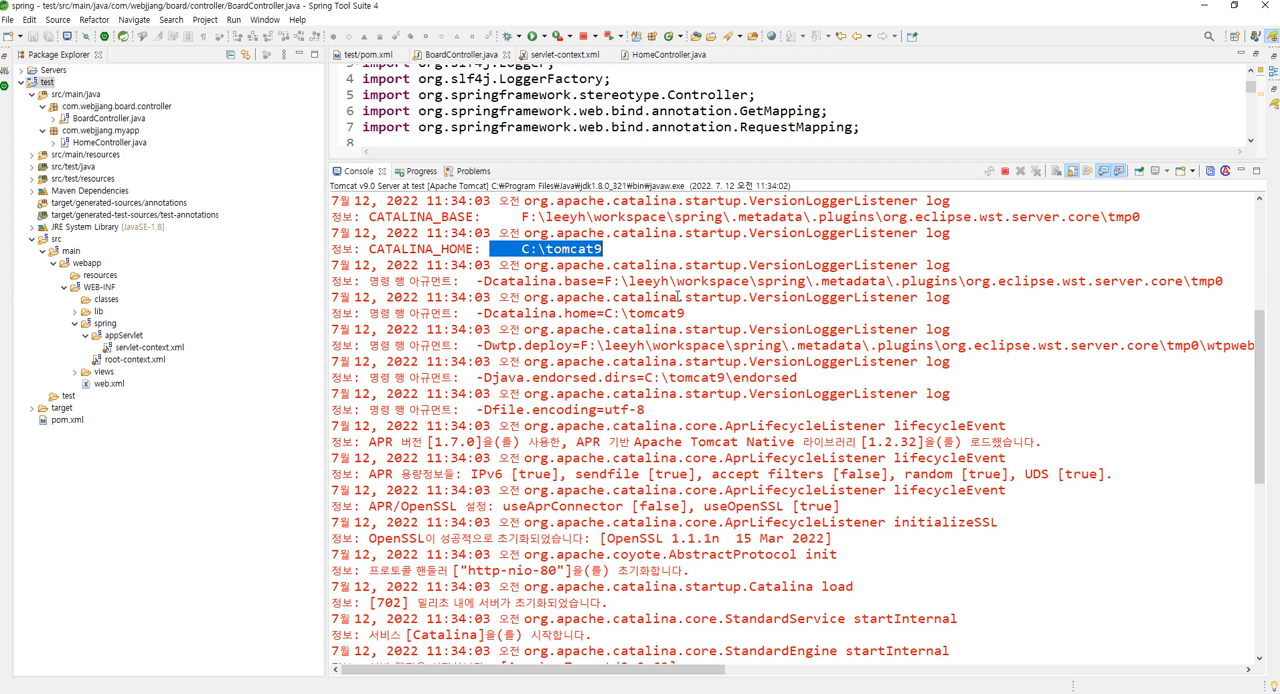 spring - test/src/main/java/com/webjjang/board/controller/BoardController.java - Spring Tool Suite 4
File Edit Source Refactor Navigate Search Project Run Window Help
Package Explorer
test/pom.xml BoardController.java servlet-context.xml HomeController.java
Servers
test
src/main/java
com.webjjang.board.controller
BoardController.java
com.webjjang.myapp
HomeController.java
src/main/resources
src/test/java
src/test/resources
Maven Dependencies
target/generated-sources/annotations
target/generated-test-sources/test-annotations
JRE System Library [JavaSE-1.8]
src
main
webapp
resources
WEB-INF
classes
lib
spring
appServlet
servlet-context.xml
root-context.xml
views
web.xml
test
target
pom.xml
3 import org.slf4j.Logger;
4 import org.slf4j.LoggerFactory;
5 import org.springframework.stereotype.Controller;
6 import org.springframework.web.bind.annotation.GetMapping;
7 import org.springframework.web.bind.annotation.RequestMapping;
8
Console Progress Problems
Tomcat v9.0 Server at test [Apache Tomcat] C:₩Program Files₩Java₩jdk1.8.0_321₩bin₩javaw.exe (2022. 7. 12 오전 11:34:02)
7월 12, 2022 11:34:03 오전 org.apache.catalina.startup.VersionLoggerListener log
정보: CATALINA_BASE: F:\leeyh\workspace\spring\.metadata\.plugins\org.eclipse.wst.server.core\tmp0
7월 12, 2022 11:34:03 오전 org.apache.catalina.startup.VersionLoggerListener log
정보: CATALINA_HOME: C:\tomcat9
7월 12, 2022 11:34:03 오전 org.apache.catalina.startup.VersionLoggerListener log
정보: 명령 행 아규먼트: -Dcatalina.base=F:\leeyh\workspace\spring\.metadata\.plugins\org.eclipse.wst.server.core\tmp0
7월 12, 2022 11:34:03 오전 org.apache.catalina.startup.VersionLoggerListener log
정보: 명령 행 아규먼트: -Dcatalina.home=C:\tomcat9
7월 12, 2022 11:34:03 오전 org.apache.catalina.startup.VersionLoggerListener log
정보: 명령 행 아규먼트: -Dwtp.deploy=F:\leeyh\workspace\spring\.metadata\.plugins\org.eclipse.wst.server.core\tmp0\wtpweb
7월 12, 2022 11:34:03 오전 org.apache.catalina.startup.VersionLoggerListener log
정보: 명령 행 아규먼트: -Djava.endorsed.dirs=C:\tomcat9\endorsed
7월 12, 2022 11:34:03 오전 org.apache.catalina.startup.VersionLoggerListener log
정보: 명령 행 아규먼트: -Dfile.encoding=utf-8
7월 12, 2022 11:34:03 오전 org.apache.catalina.core.AprLifecycleListener lifecycleEvent
정보: APR 버전 [1.7.0]을(를) 사용한, APR 기반 Apache Tomcat Native 라이브러리 [1.2.32]을(를) 로드했습니다.
7월 12, 2022 11:34:03 오전 org.apache.catalina.core.AprLifecycleListener lifecycleEvent
정보: APR 용량정보들: IPv6 [true], sendfile [true], accept filters [false], random [true], UDS [true].
7월 12, 2022 11:34:03 오전 org.apache.catalina.core.AprLifecycleListener lifecycleEvent
정보: APR/OpenSSL 설정: useAprConnector [false], useOpenSSL [true]
7월 12, 2022 11:34:03 오전 org.apache.catalina.core.AprLifecycleListener initializeSSL
정보: OpenSSL이 성공적으로 초기화되었습니다: [OpenSSL 1.1.1n 15 Mar 2022]
7월 12, 2022 11:34:03 오전 org.apache.coyote.AbstractProtocol init
정보: 프로토콜 핸들러 ["http-nio-80"]을(를) 초기화합니다.
7월 12, 2022 11:34:03 오전 org.apache.catalina.startup.Catalina load
정보: [702] 밀리초 내에 서버가 초기화되었습니다.
7월 12, 2022 11:34:03 오전 org.apache.catalina.core.StandardService startInternal
정보: 서비스 [Catalina]을(를) 시작합니다.
7월 12, 2022 11:34:03 오전 org.apache.catalina.core.StandardEngine startInternal